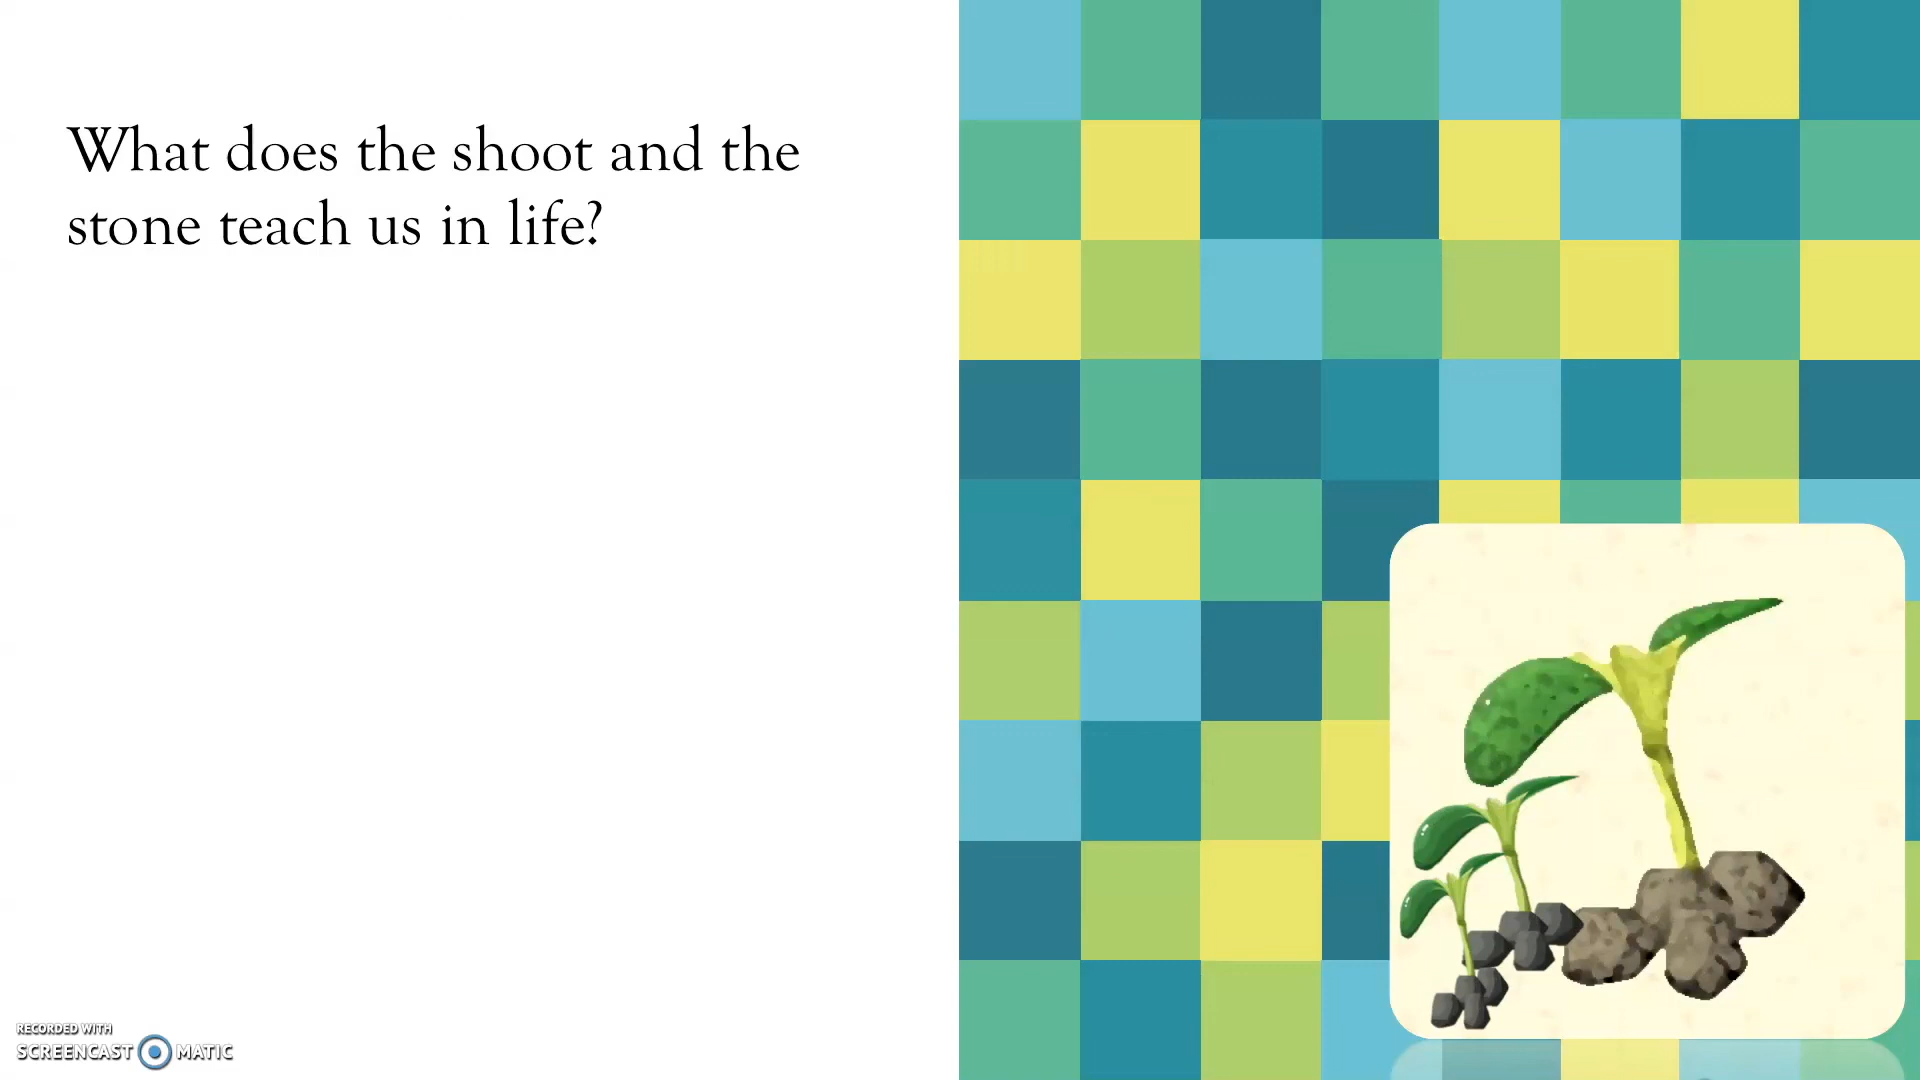 What does the shoot and the
stone teach us in life?
RECORDED WITH
SCREENCAST MATIC